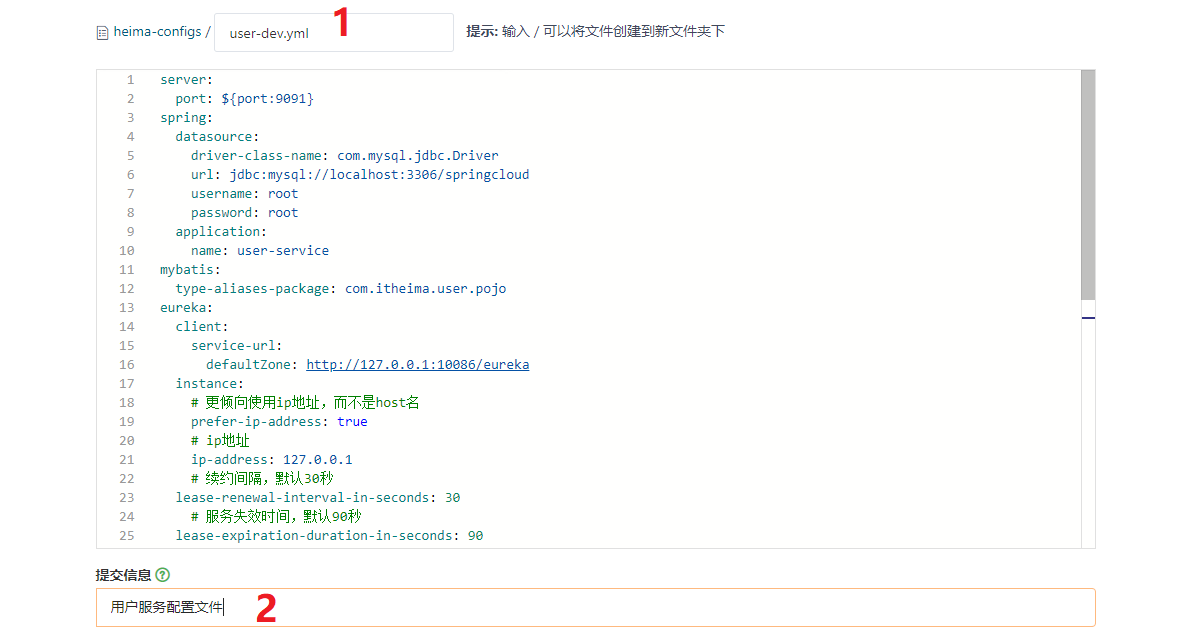 heima-configs / user-dev.yml 1 提示: 输入 / 可以将文件创建到新文件夹下
1 server:
2   port: ${port:9091}
3 spring:
4   datasource:
5     driver-class-name: com.mysql.jdbc.Driver
6     url: jdbc:mysql://localhost:3306/springcloud
7     username: root
8     password: root
9   application:
10     name: user-service
11 mybatis:
12   type-aliases-package: com.itheima.user.pojo
13 eureka:
14   client:
15     service-url:
16       defaultZone: http://127.0.0.1:10086/eureka
17   instance:
18     # 更倾向使用ip地址，而不是host名
19     prefer-ip-address: true
20     # ip地址
21     ip-address: 127.0.0.1
22     # 续约间隔，默认30秒
23   lease-renewal-interval-in-seconds: 30
24     # 服务失效时间，默认90秒
25   lease-expiration-duration-in-seconds: 90
提交信息 ?
用户服务配置文件 2